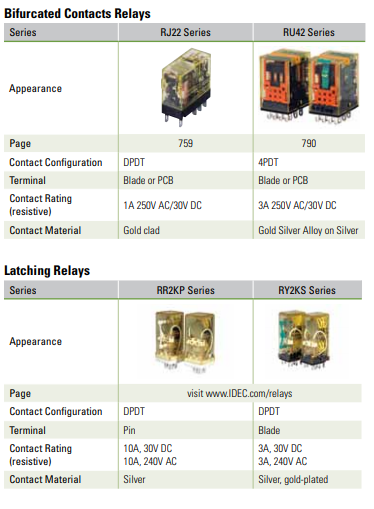 Bifurcated Contacts Relays
Series RJ22 Series RU42 Series
Appearance
Page 759 790
Contact Configuration DPDT 4PDT
Terminal Blade or PCB Blade or PCB
Contact Rating
(resistive) 1A 250V AC/30V DC 3A 250V AC/30V DC
Contact Material Gold clad Gold Silver Alloy on Silver
Latching Relays
Series RR2KP Series RY2KS Series
Appearance
Page visit www.IDEC.com/relays
Contact Configuration DPDT DPDT
Terminal Pin Blade
Contact Rating 10A, 30V DC 3A, 30V DC
(resistive) 10A, 240V AC 3A, 240V AC
Contact Material Silver Silver, gold-plated